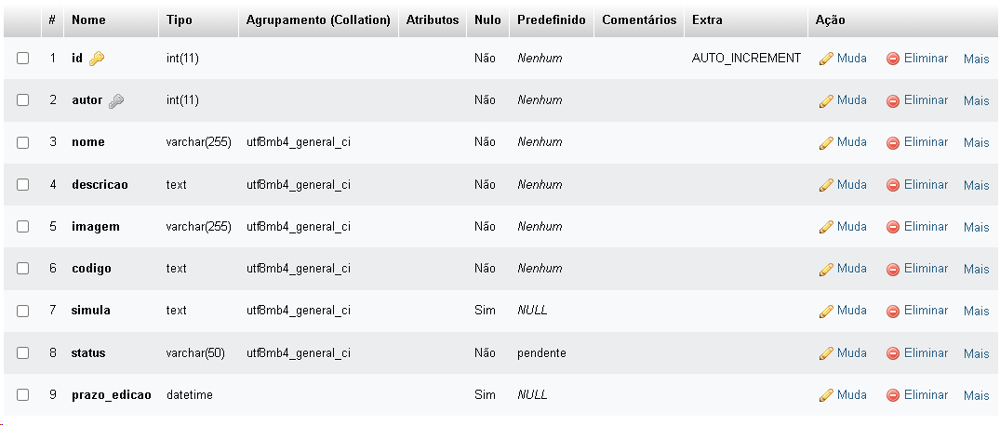 # Nome Tipo Agrupamento (Collation) Atributos Nulo Predefinido Comentários Extra Ação
1 id int(11) Não Nenhum AUTO_INCREMENT Muda Eliminar Mais
2 autor int(11) Não Nenhum Muda Eliminar Mais
3 nome varchar(255) utf8mb4_general_ci Não Nenhum Muda Eliminar Mais
4 descricao text utf8mb4_general_ci Não Nenhum Muda Eliminar Mais
5 imagem varchar(255) utf8mb4_general_ci Não Nenhum Muda Eliminar Mais
6 codigo text utf8mb4_general_ci Não Nenhum Muda Eliminar Mais
7 simula text utf8mb4_general_ci Sim NULL Muda Eliminar Mais
8 status varchar(50) utf8mb4_general_ci Não pendente Muda Eliminar Mais
9 prazo_edicao datetime Sim NULL Muda Eliminar Mais